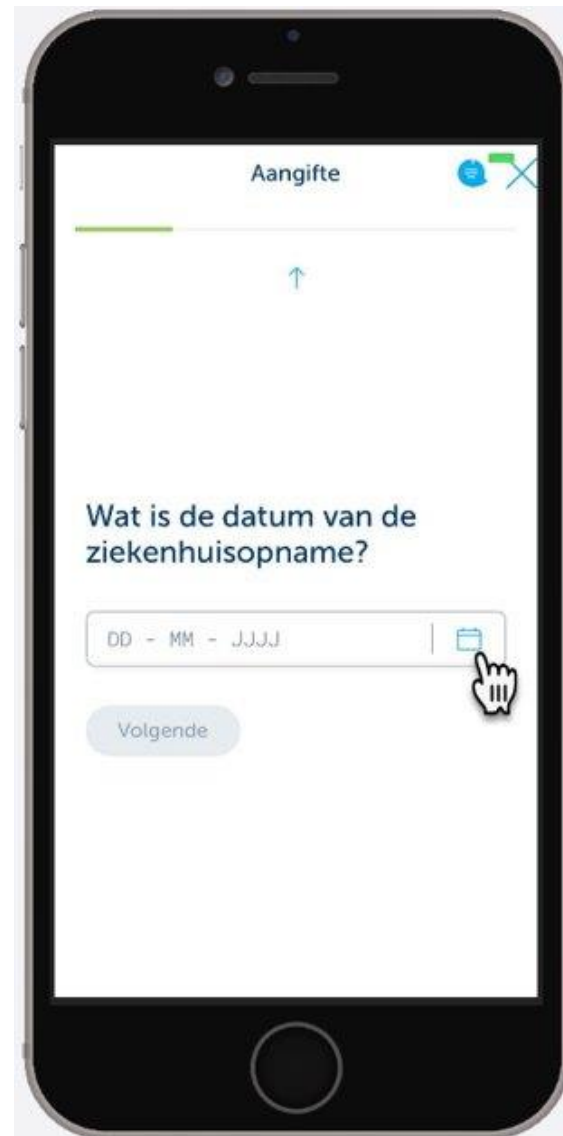 Aangifte
Wat is de datum van de
ziekenhuisopname?
DD - MM - JJJJ
Volgende